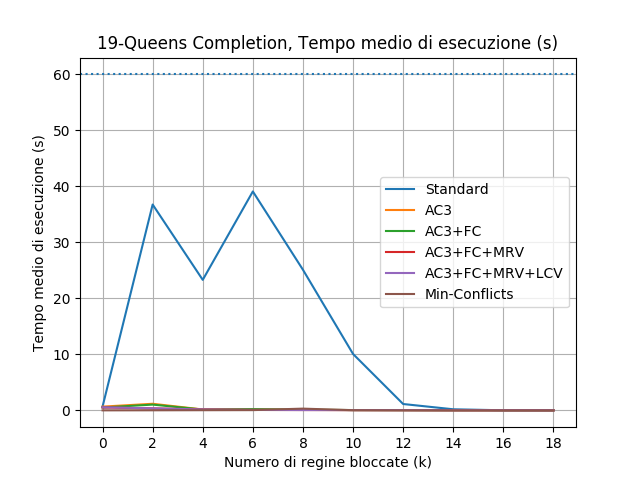 19-Queens Completion, Tempo medio di esecuzione (s)
Tempo medio di esecuzione (s)
60
50
40
30
20
10
0
Standard
AC3
AC3+FC
AC3+FC+MRV
AC3+FC+MRV+LCV
Min-Conflicts
0 2 4 6 8 10 12 14 16 18
Numero di regine bloccate (k)